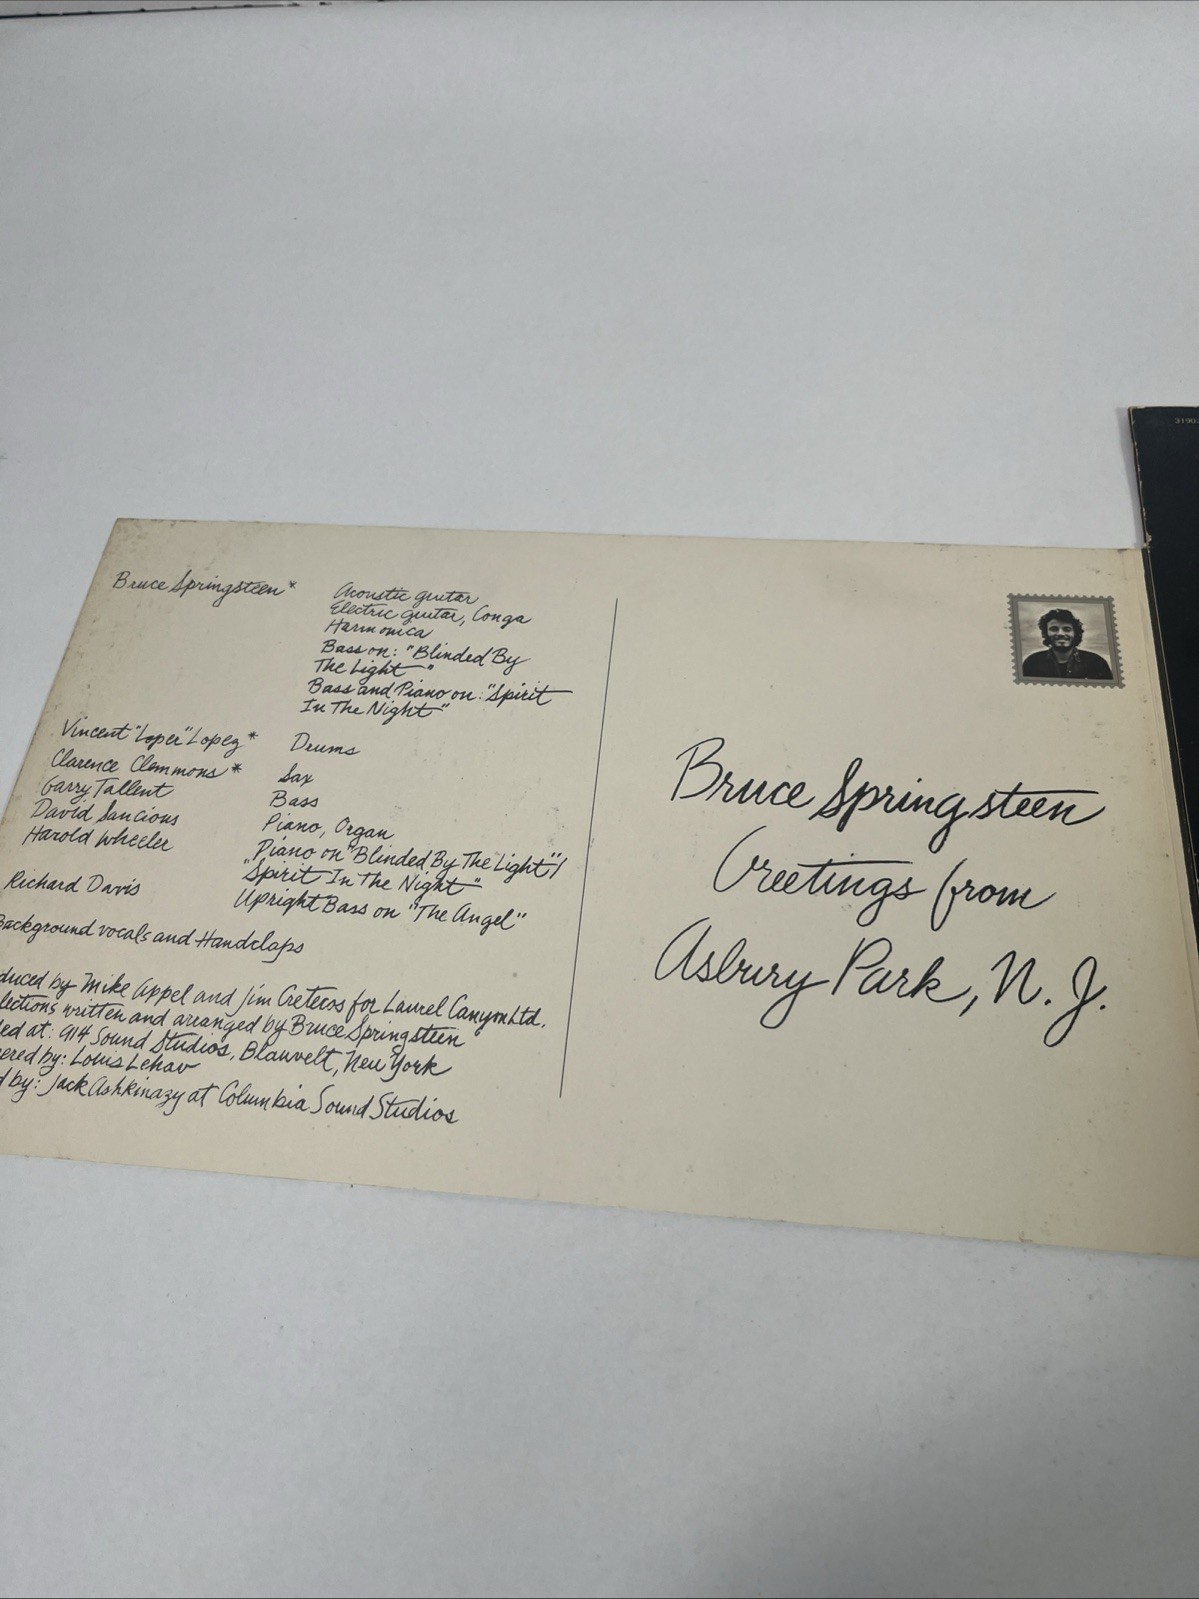 Bruce Springsteen*
Acoustic guitar
Electric guitar, Conga
Harmonica
Bass on: "Blinded By
The Light"
Bass and Piano on: "Spirit
In The Night"
Vincent "Loper" Lopez* Drums
Clarence Clemmons* Sax
Garry Tallent Bass
David Sancious Piano, Organ
Harold Wheeler Piano on "Blinded By The Light"/
"Spirit In The Night"
Richard Davis Upright Bass on "The Angel"
Background vocals and Handclaps
duced by Mike Appel and Jim Creteros for Laurel Canyon Ltd.
lections written and arranged by Bruce Springsteen
ded at: 914 Sound Studios, Blauvelt, New York
ered by: Louis Lehav
d by: Jack Ashkinazy at Columbia Sound Studios
Bruce Springsteen
Greetings from
Asbury Park, N. J.